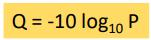 Q = -10 log₁₀ P